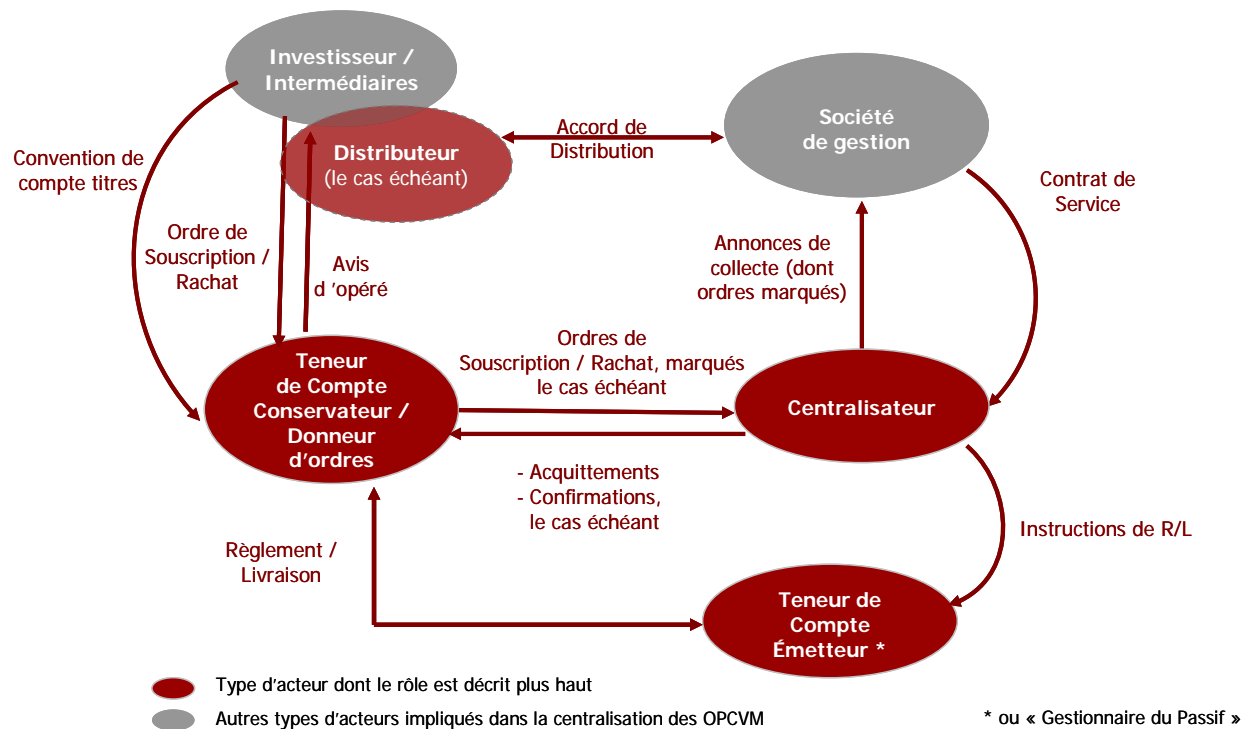 Investisseur /
Intermédiaires
Distributeur
(le cas échéant)
Accord de
Distribution
Société
de gestion
Convention de
compte titres
Contrat de
Service
Ordre de
Souscription /
Rachat
Avis
d 'opéré
Annonces de
collecte (dont
ordres marqués)
Teneur
de Compte
Conservateur /
Donneur
d'ordres
Ordres de
Souscription / Rachat, marqués
le cas échéant
Centralisateur
- Acquittements
- Confirmations,
le cas échéant
Règlement /
Livraison
Instructions de R/L
Teneur de
Compte
Émetteur *
Type d'acteur dont le rôle est décrit plus haut
Autres types d'acteurs impliqués dans la centralisation des OPCVM
* ou « Gestionnaire du Passif »